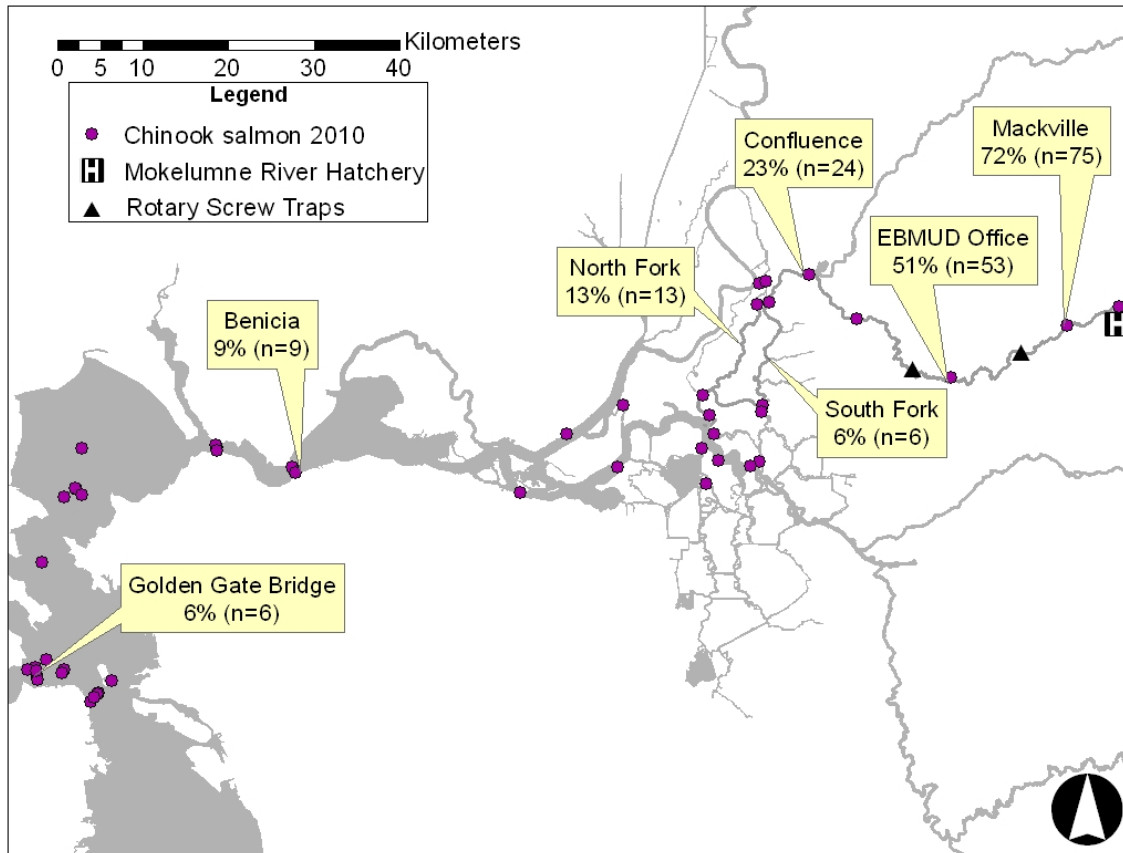 Kilometers
0 5 10 20 30 40
Legend
Chinook salmon 2010
H Mokelumne River Hatchery
Rotary Screw Traps
Confluence
23% (n=24)
Mackville
72% (n=75)
EBMUD Office
51% (n=53)
North Fork
13% (n=13)
Benicia
9% (n=9)
H
South Fork
6% (n=6)
Golden Gate Bridge
6% (n=6)